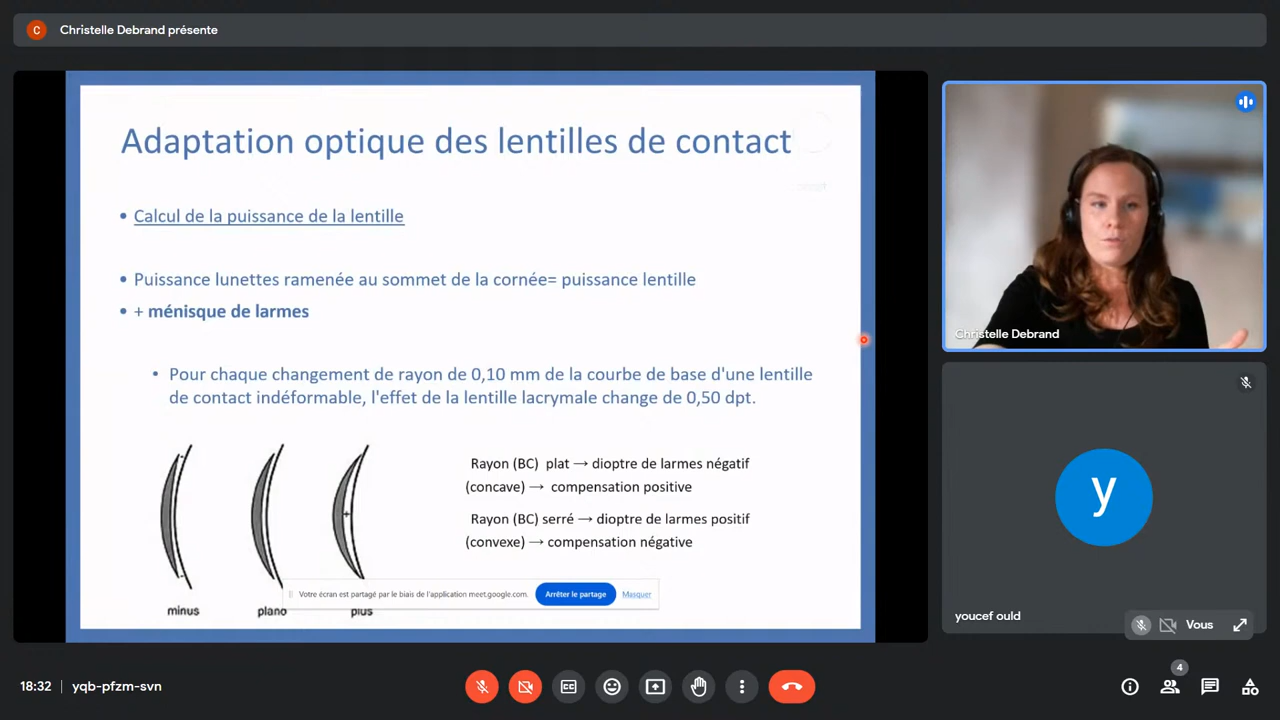 C Christelle Debrand présente
Adaptation optique des lentilles de contact
• Calcul de la puissance de la lentille
• Puissance lunettes ramenée au sommet de la cornée= puissance lentille
• + ménisque de larmes
• Pour chaque changement de rayon de 0,10 mm de la courbe de base d'une lentille
de contact indéformable, l'effet de la lentille lacrymale change de 0,50 dpt.
Rayon (BC) plat → dioptre de larmes négatif
(concave) → compensation positive
Rayon (BC) serré → dioptre de larmes positif
(convexe) → compensation négative
+
minus plano plus
Votre écran est partagé par le biais de l'application meet.google.com. Arrêter le partage Masquer
Christelle Debrand
y
youcef ould
Vous
18:32 | yqb-pfzm-svn
4